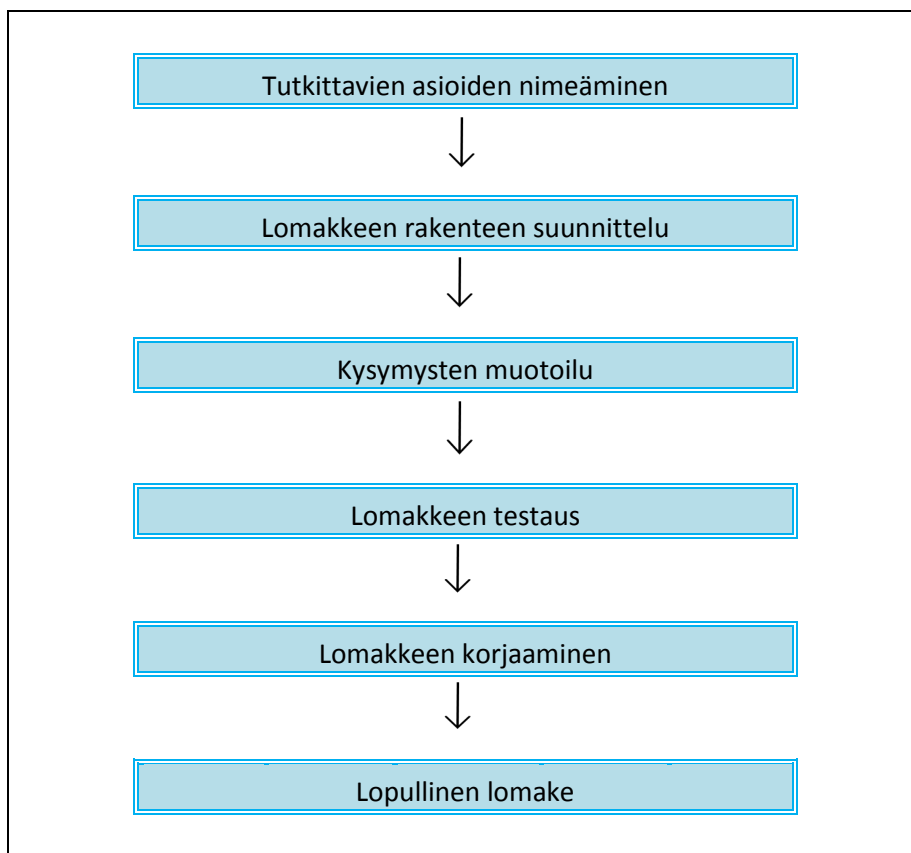 Tutkittavien asioiden nimeäminen
Lomakkeen rakenteen suunnittelu
Kysymysten muotoilu
Lomakkeen testaus
Lomakkeen korjaaminen
Lopullinen lomake